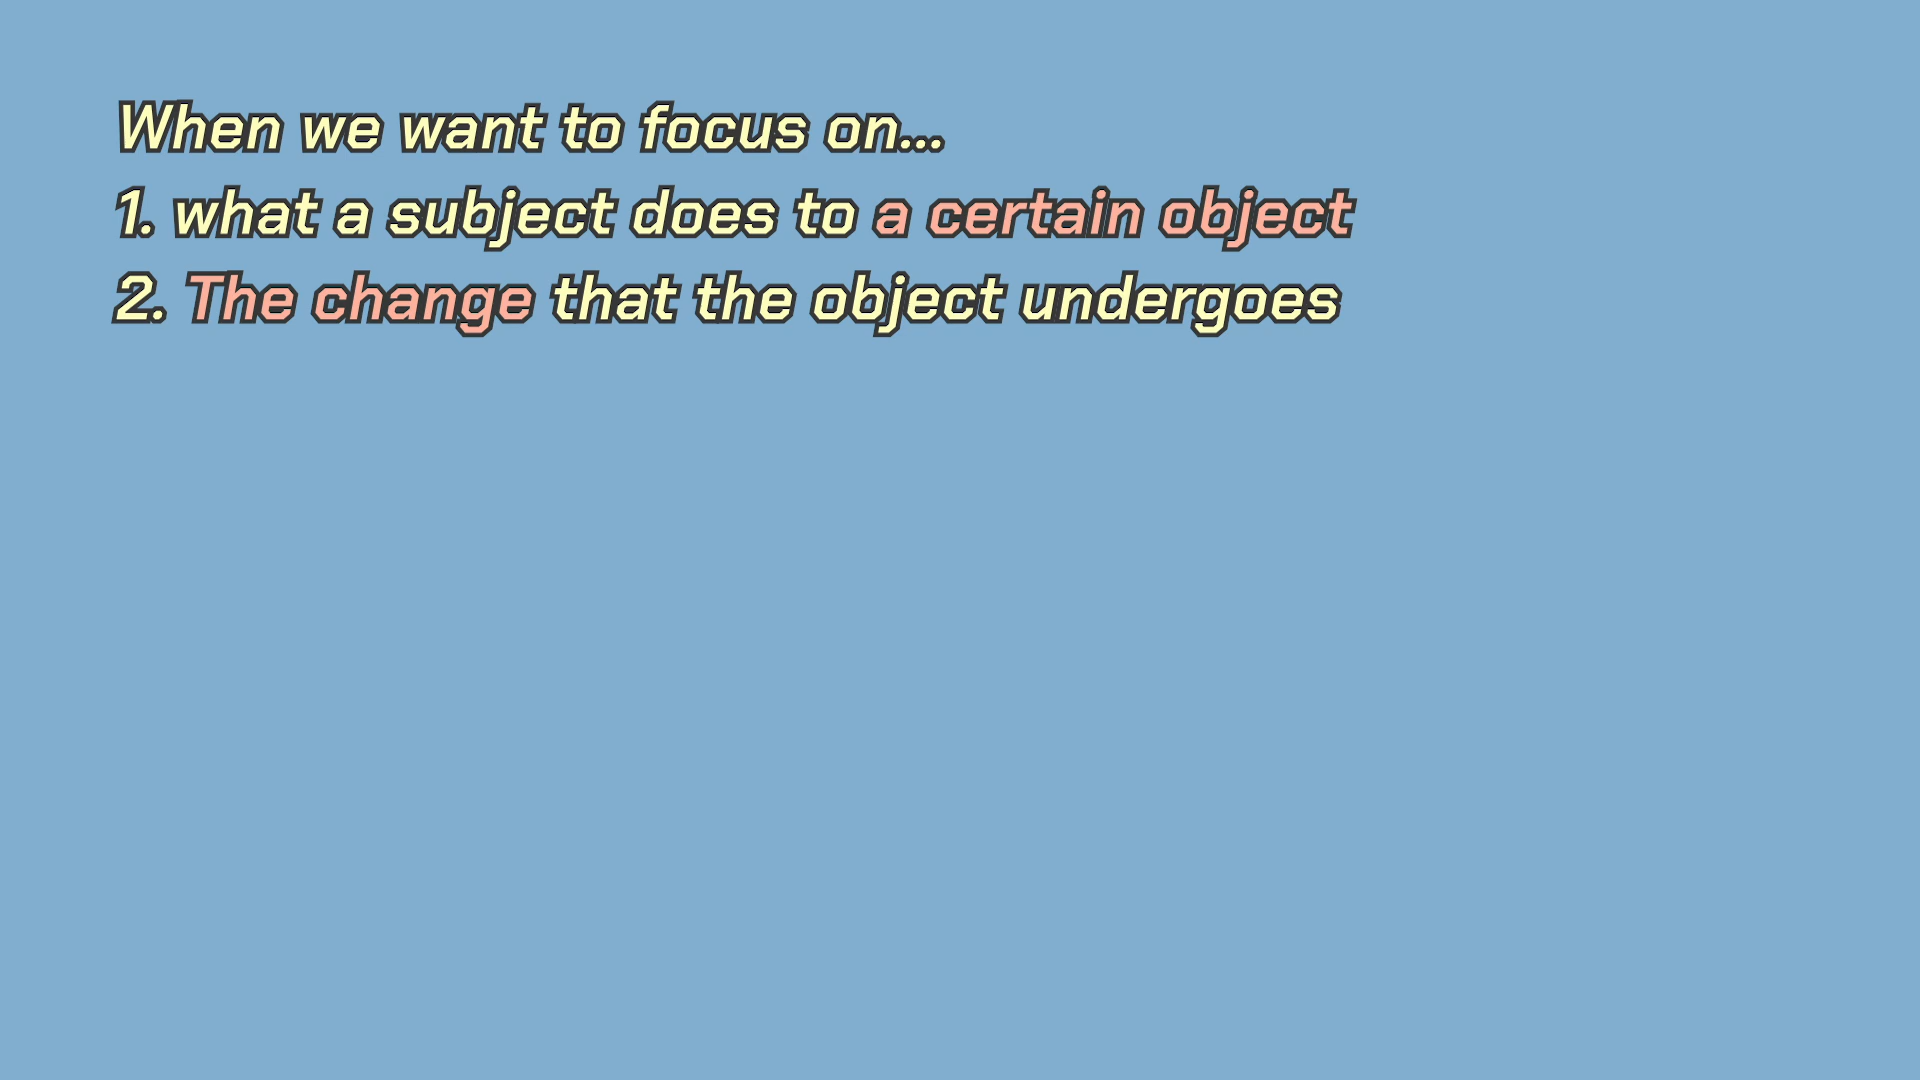 When we want to focus on...
1. what a subject does to a certain object
2. The change that the object undergoes